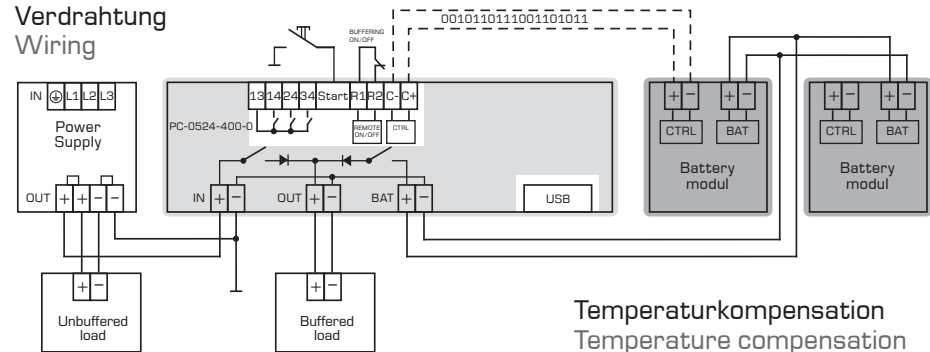 Verdrahtung
Wiring
0010110111001101011
BUFFERING
ON/OFF
IN L1 L2 L3
Power
Supply
OUT + + − −
PC-0524-400-0
13 14 24 34 Start R1 R2 C- C+
REMOTE
ON/OFF
CTRL
IN + −
OUT + −
BAT + −
USB
+ − + −
CTRL BAT
Battery
modul
+ − + −
CTRL BAT
Battery
modul
+ −
Unbuffered
load
+ −
Buffered
load
Temperaturkompensation
Temperature compensation